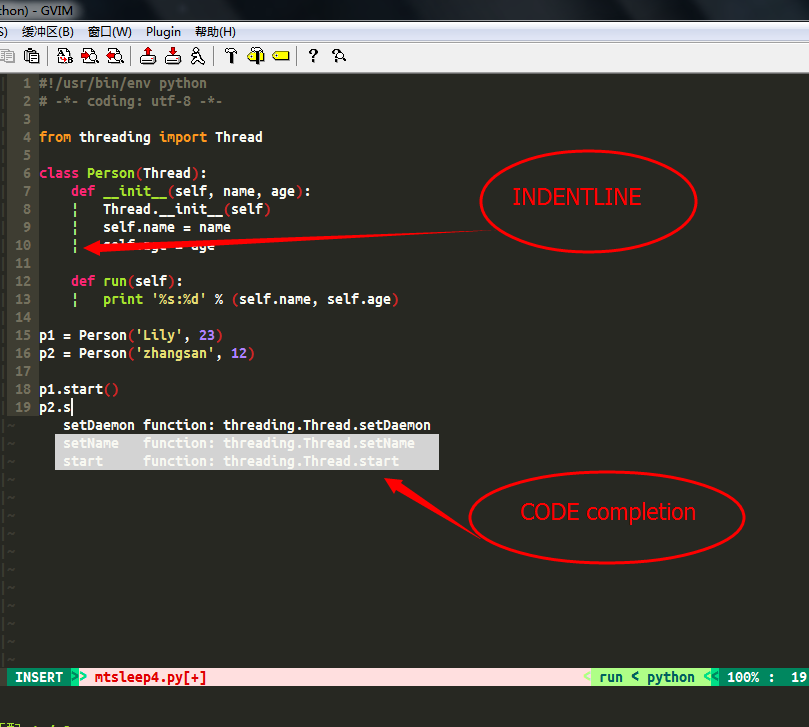 thon) - GVIM
S) 缓冲区(B) 窗口(W) Plugin 帮助(H)
1 #!/usr/bin/env python
2 # -*- coding: utf-8 -*-
3
4 from threading import Thread
5
6 class Person(Thread):
7 def __init__(self, name, age):
8 ¦ Thread.__init__(self)
9 ¦ self.name = name
10 ¦ self.age = age
11
12 def run(self):
13 ¦ print '%s:%d' % (self.name, self.age)
14
15 p1 = Person('Lily', 23)
16 p2 = Person('zhangsan', 12)
17
18 p1.start()
19 p2.s
setDaemon function: threading.Thread.setDaemon
setName function: threading.Thread.setName
start function: threading.Thread.start
INDENTLINE
CODE completion
INSERT >> mtsleep4.py[+] < run < python << 100% : 19